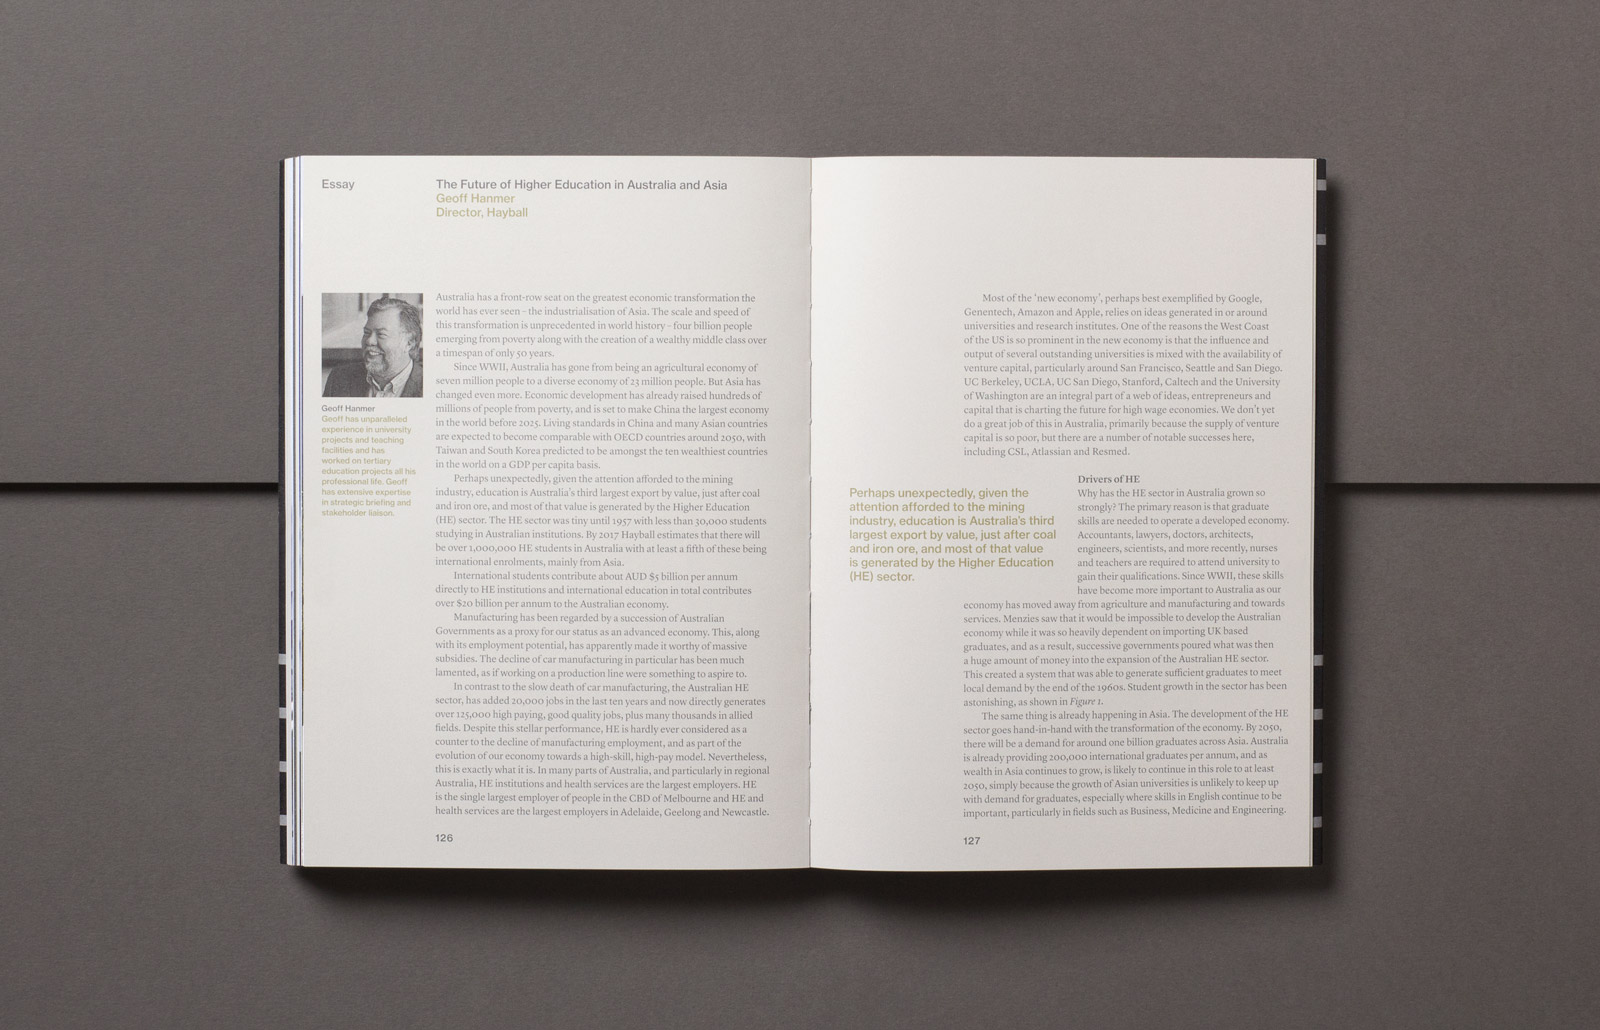 Essay
The Future of Higher Education in Australia and Asia
Geoff Hanmer
Director, Hayball
Geoff Hanmer
Geoff has unparalleled
experience in university
projects and teaching
facilities and has
worked on tertiary
education projects all his
professional life. Geoff
has extensive expertise
in strategic briefing and
stakeholder liaison.
Australia has a front-row seat on the greatest economic transformation the
world has ever seen - the industrialisation of Asia. The scale and speed of
this transformation is unprecedented in world history - four billion people
emerging from poverty along with the creation of a wealthy middle class over
a timespan of only 50 years.
Since WWII, Australia has gone from being an agricultural economy of
seven million people to a diverse economy of 23 million people. But Asia has
changed even more. Economic development has already raised hundreds of
millions of people from poverty, and is set to make China the largest economy
in the world before 2025. Living standards in China and many Asian countries
are expected to become comparable with OECD countries around 2050, with
Taiwan and South Korea predicted to be amongst the ten wealthiest countries
in the world on a GDP per capita basis.
Perhaps unexpectedly, given the attention afforded to the mining
industry, education is Australia's third largest export by value, just after coal
and iron ore, and most of that value is generated by the Higher Education
(HE) sector. The HE sector was tiny until 1957 with less than 30,000 students
studying in Australian institutions. By 2017 Hayball estimates that there will
be over 1,000,000 HE students in Australia with at least a fifth of these being
international enrolments, mainly from Asia.
International students contribute about AUD $5 billion per annum
directly to HE institutions and international education in total contributes
over $20 billion per annum to the Australian economy.
Manufacturing has been regarded by a succession of Australian
Governments as a proxy for our status as an advanced economy. This, along
with its employment potential, has apparently made it worthy of massive
subsidies. The decline of car manufacturing in particular has been much
lamented, as if working on a production line were something to aspire to.
In contrast to the slow death of car manufacturing, the Australian HE
sector, has added 20,000 jobs in the last ten years and now directly generates
over 125,000 high paying, good quality jobs, plus many thousands in allied
fields. Despite this stellar performance, HE is hardly ever considered as a
counter to the decline of manufacturing employment, and as part of the
evolution of our economy towards a high-skill, high-pay model. Nevertheless,
this is exactly what it is. In many parts of Australia, and particularly in regional
Australia, HE institutions and health services are the largest employers. HE
is the single largest employer of people in the CBD of Melbourne and HE and
health services are the largest employers in Adelaide, Geelong and Newcastle.
126
Most of the 'new economy', perhaps best exemplified by Google,
Genentech, Amazon and Apple, relies on ideas generated in or around
universities and research institutes. One of the reasons the West Coast
of the US is so prominent in the new economy is that the influence and
output of several outstanding universities is mixed with the availability of
venture capital, particularly around San Francisco, Seattle and San Diego.
UC Berkeley, UCLA, UC San Diego, Stanford, Caltech and the University
of Washington are an integral part of a web of ideas, entrepreneurs and
capital that is charting the future for high wage economies. We don't yet
do a great job of this in Australia, primarily because the supply of venture
capital is so poor, but there are a number of notable successes here,
including CSL, Atlassian and Resmed.
Perhaps unexpectedly, given the
attention afforded to the mining
industry, education is Australia's third
largest export by value, just after coal
and iron ore, and most of that value
is generated by the Higher Education
(HE) sector.
Drivers of HE
Why has the HE sector in Australia grown so
strongly? The primary reason is that graduate
skills are needed to operate a developed economy.
Accountants, lawyers, doctors, architects,
engineers, scientists, and more recently, nurses
and teachers are required to attend university to
gain their qualifications. Since WWII, these skills
have become more important to Australia as our
economy has moved away from agriculture and manufacturing and towards
services. Menzies saw that it would be impossible to develop the Australian
economy while it was so heavily dependent on importing UK based
graduates, and as a result, successive governments poured what was then
a huge amount of money into the expansion of the Australian HE sector.
This created a system that was able to generate sufficient graduates to meet
local demand by the end of the 1960s. Student growth in the sector has been
astonishing, as shown in Figure 1.
The same thing is already happening in Asia. The development of the HE
sector goes hand-in-hand with the transformation of the economy. By 2050,
there will be a demand for around one billion graduates across Asia. Australia
is already providing 200,000 international graduates per annum, and as
wealth in Asia continues to grow, is likely to continue in this role to at least
2050, simply because the growth of Asian universities is unlikely to keep up
with demand for graduates, especially where skills in English continue to be
important, particularly in fields such as Business, Medicine and Engineering.
127